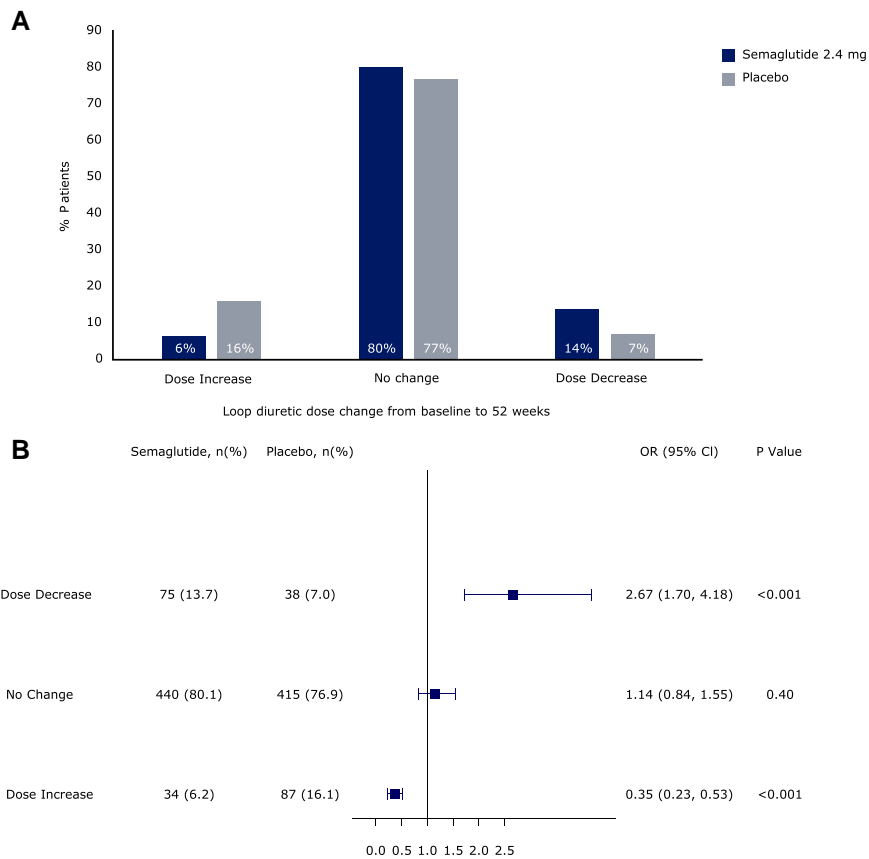 A
90
80
70
60
50
40
30
20
10
0
% Patients
Semaglutide 2.4 mg
Placebo
6% 16% 80% 77% 14% 7%
Dose Increase No change Dose Decrease
Loop diuretic dose change from baseline to 52 weeks
B
Semaglutide, n(%) Placebo, n(%) OR (95% CI) P Value
Dose Decrease 75 (13.7) 38 (7.0) 2.67 (1.70, 4.18) <0.001
No Change 440 (80.1) 415 (76.9) 1.14 (0.84, 1.55) 0.40
Dose Increase 34 (6.2) 87 (16.1) 0.35 (0.23, 0.53) <0.001
0.0 0.5 1.0 1.5 2.0 2.5